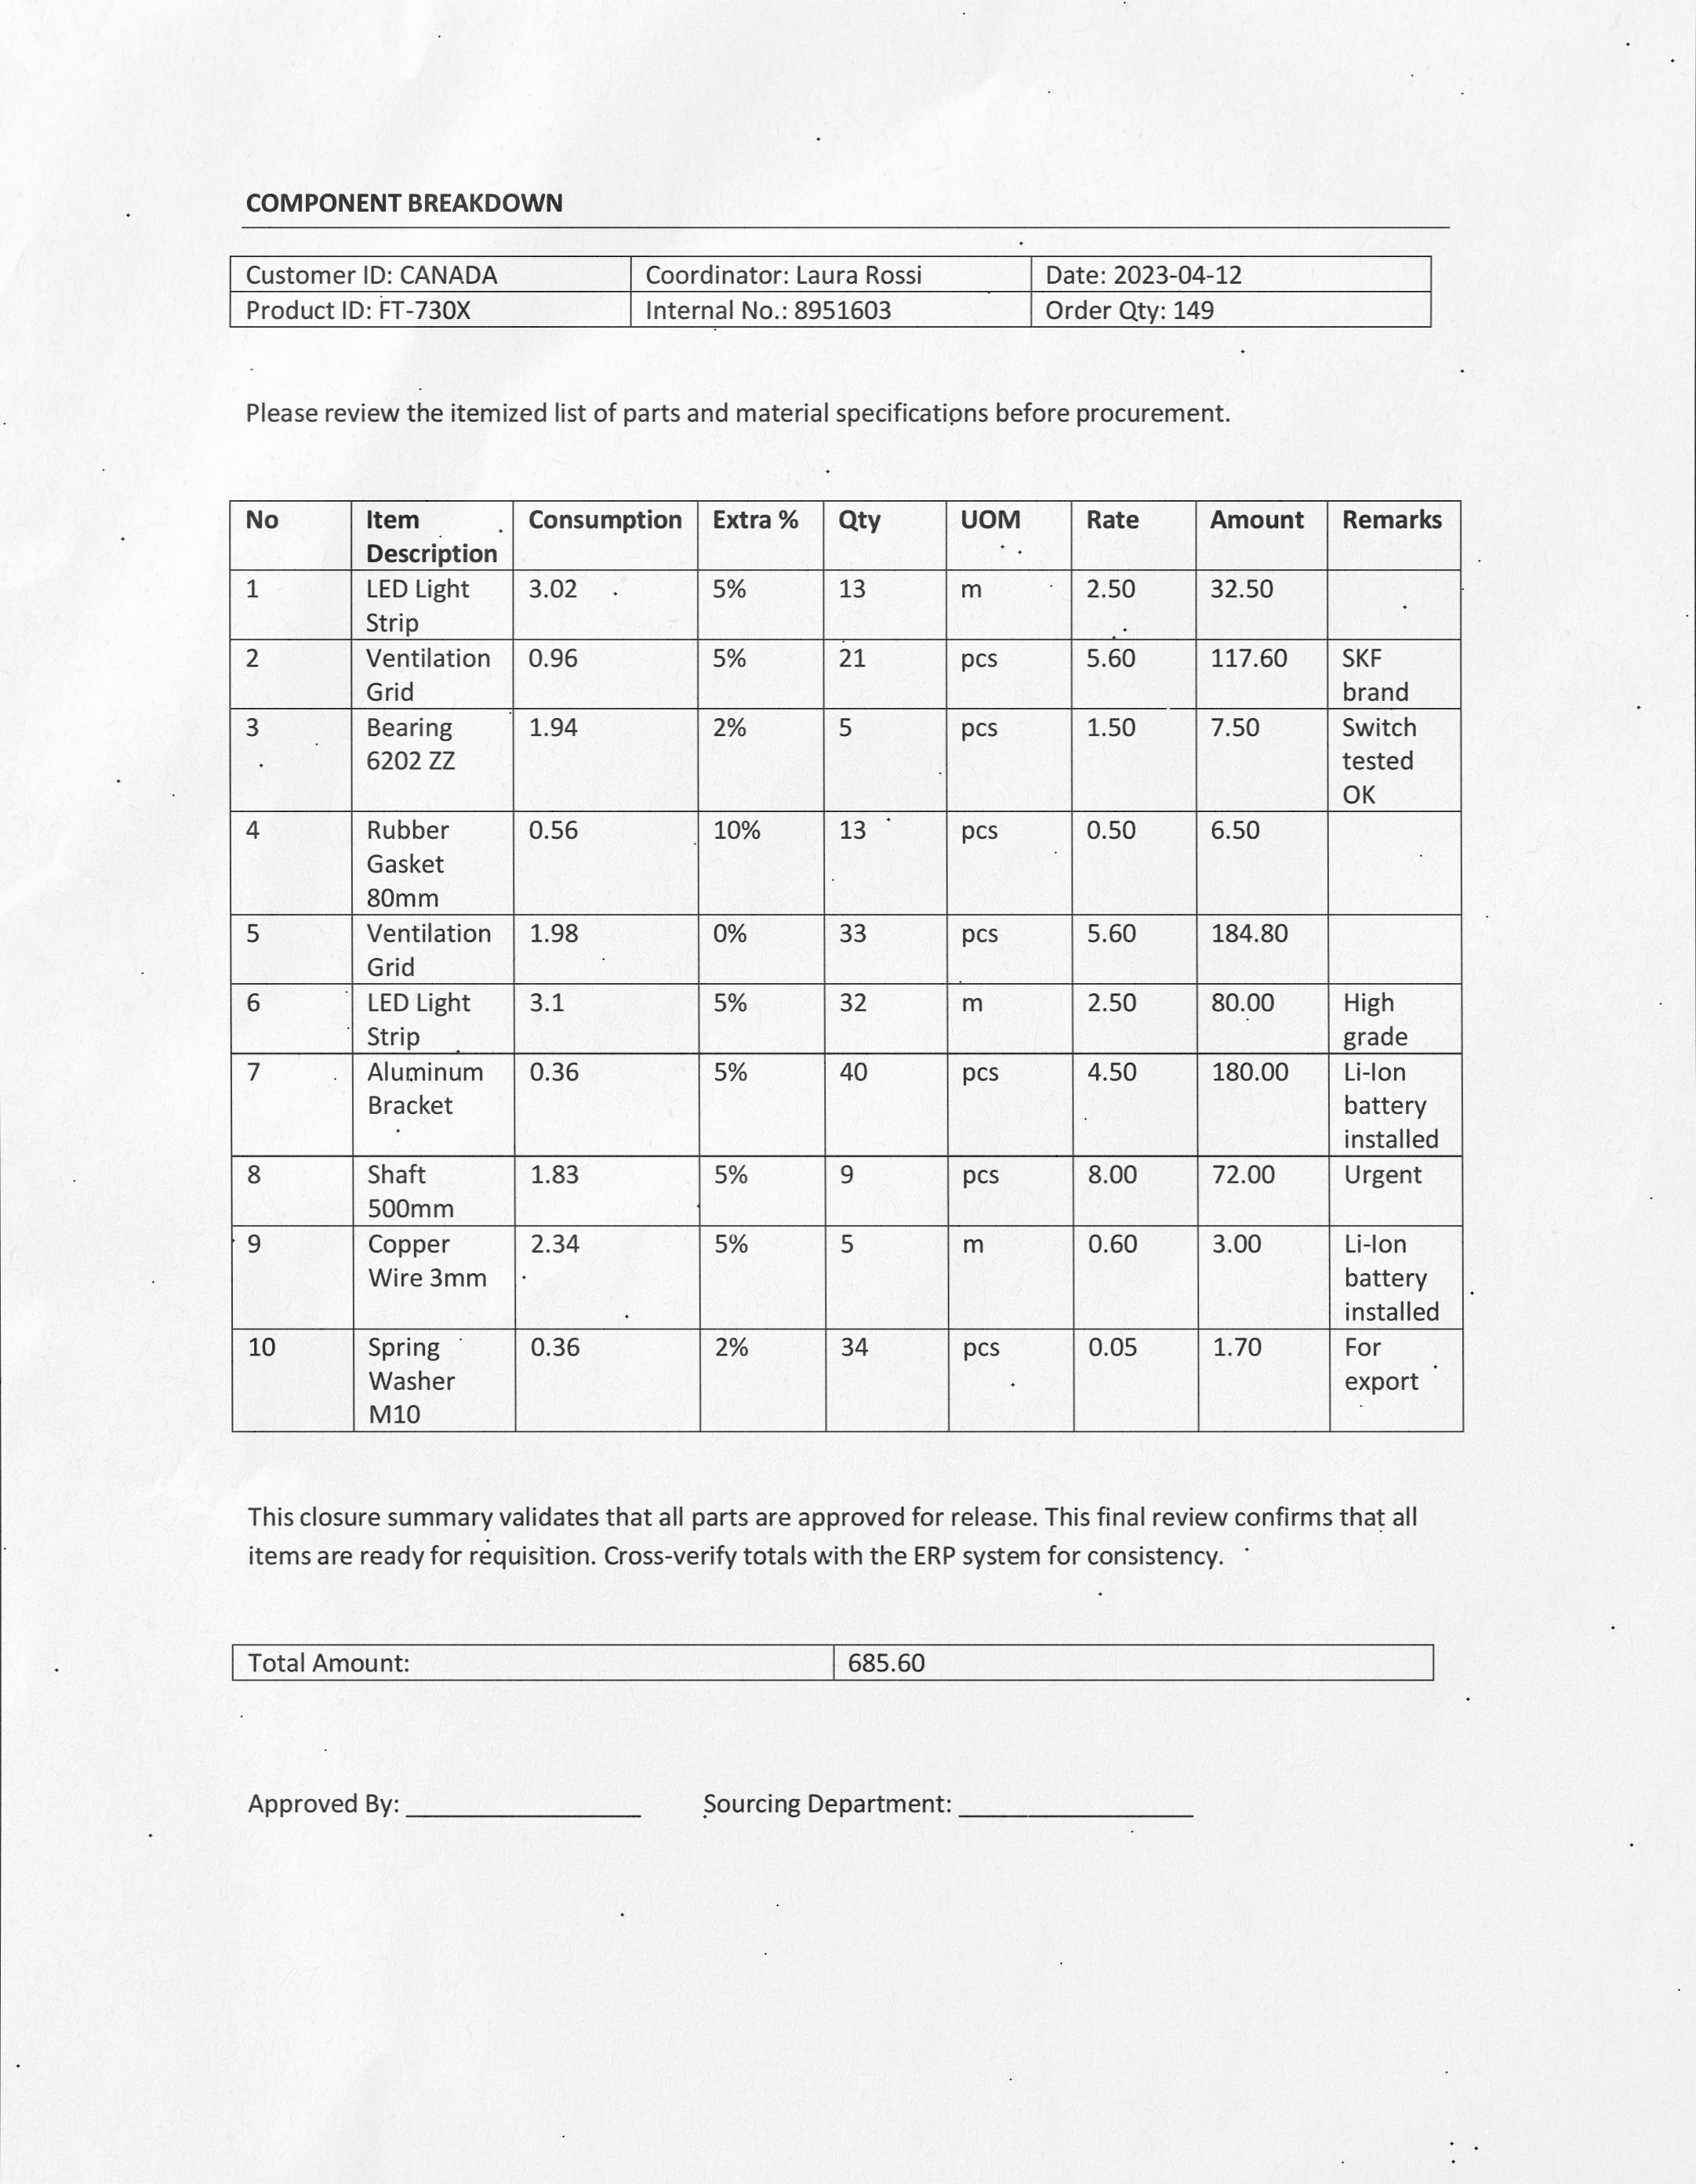 COMPONENT BREAKDOWN
Customer ID: CANADA Coordinator: Laura Rossi Date: 2023-04-12
Product ID: FT-730X Internal No.: 8951603 Order Qty: 149
Please review the itemized list of parts and material specifications before procurement.
No Item Consumption Extra % Qty UOM Rate Amount Remarks
Description
1 LED Light 3.02 5% 13 m 2.50 32.50
Strip
2 Ventilation 0.96 5% 21 pcs 5.60 117.60 SKF
Grid brand
3 Bearing 1.94 2% 5 pcs 1.50 7.50 Switch
6202 ZZ tested
OK
4 Rubber 0.56 10% 13 pcs 0.50 6.50
Gasket
80mm
5 Ventilation 1.98 0% 33 pcs 5.60 184.80
Grid
6 LED Light 3.1 5% 32 m 2.50 80.00 High
Strip grade
7 Aluminum 0.36 5% 40 pcs 4.50 180.00 Li-Ion
Bracket battery
installed
8 Shaft 1.83 5% 9 pcs 8.00 72.00 Urgent
500mm
9 Copper 2.34 5% 5 m 0.60 3.00 Li-Ion
Wire 3mm battery
installed
10 Spring 0.36 2% 34 pcs 0.05 1.70 For
Washer export
M10
This closure summary validates that all parts are approved for release. This final review confirms that all
items are ready for requisition. Cross-verify totals with the ERP system for consistency.
Total Amount: 685.60
Approved By: __________________ Sourcing Department: __________________